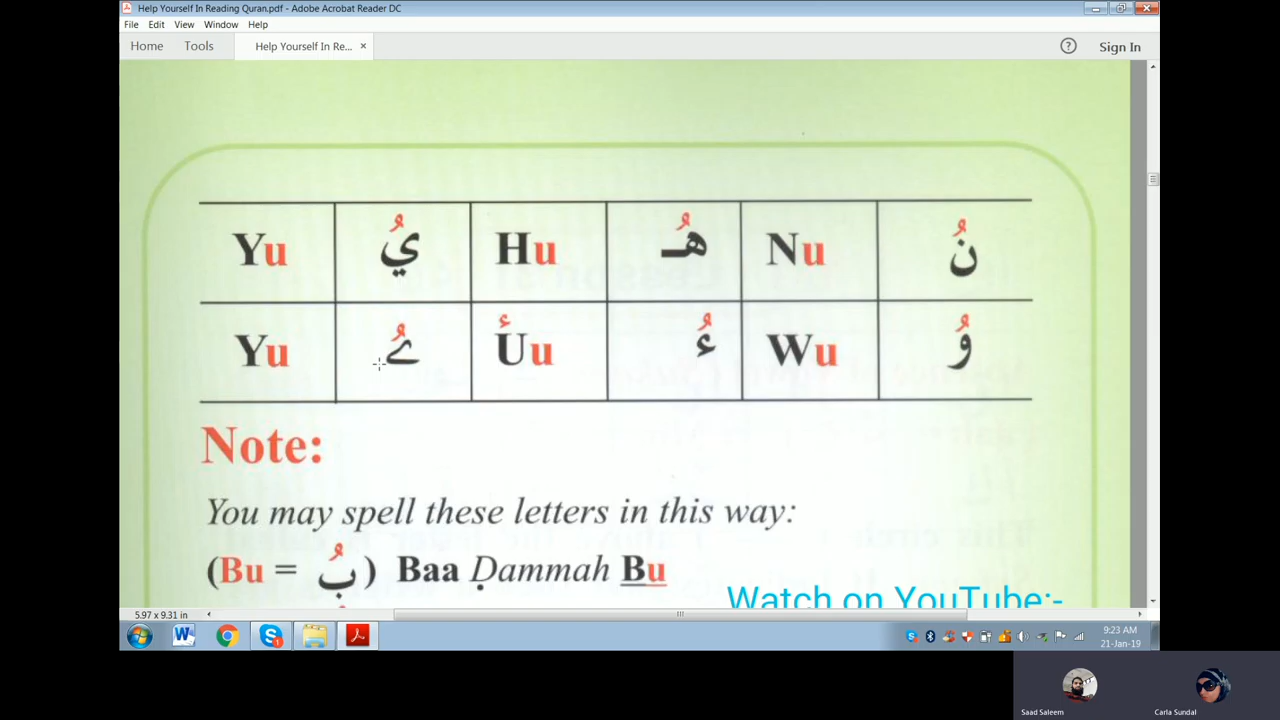 Help Yourself In Reading Quran.pdf - Adobe Acrobat Reader DC
File Edit View Window Help
Home Tools Help Yourself In Re... × ? Sign In
Yu يُ Hu هُـ Nu نُ
Yu ےُ Úu ءُ Wu وُ
Note:
You may spell these letters in this way:
(Bu = بُ) Baa Ḍammah Bu
Watch on YouTube:-
5.97 x 9.31 in
9:23 AM
21-Jan-19
Saad Saleem Carla Sundal